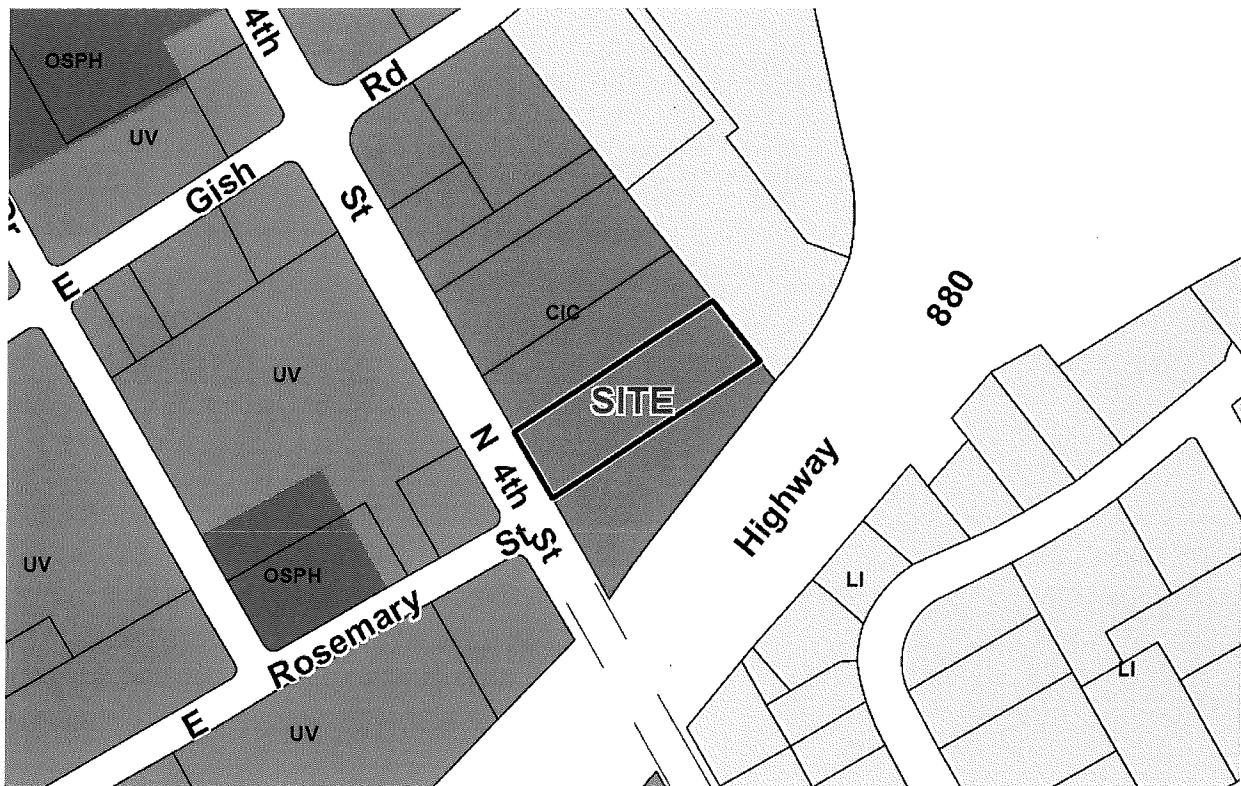 OSPH
4th
Rd
UV
Gish
St
E
880
CIC
UV
SITE
N
4th
St
Highway
St
UV
OSPH
LI
Rosemary
LI
E
UV